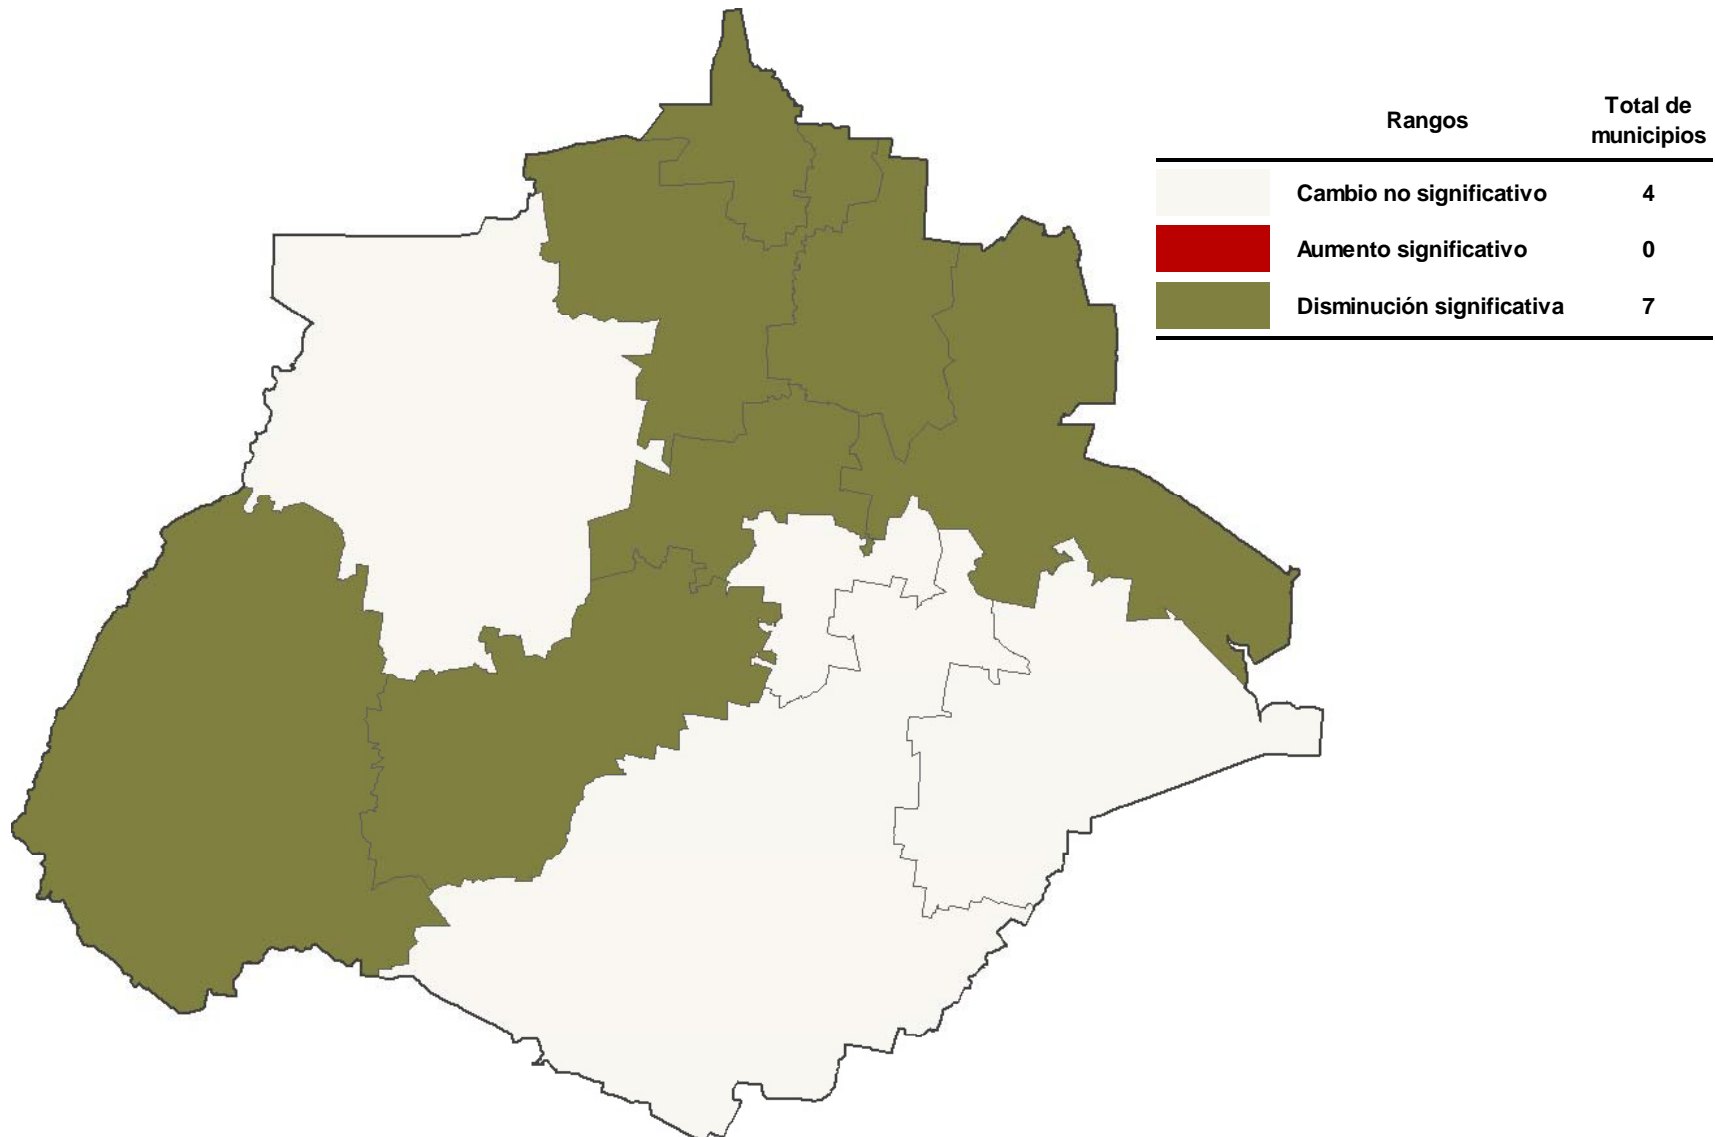 Rangos Total de
municipios
Cambio no significativo 4
Aumento significativo 0
Disminución significativa 7